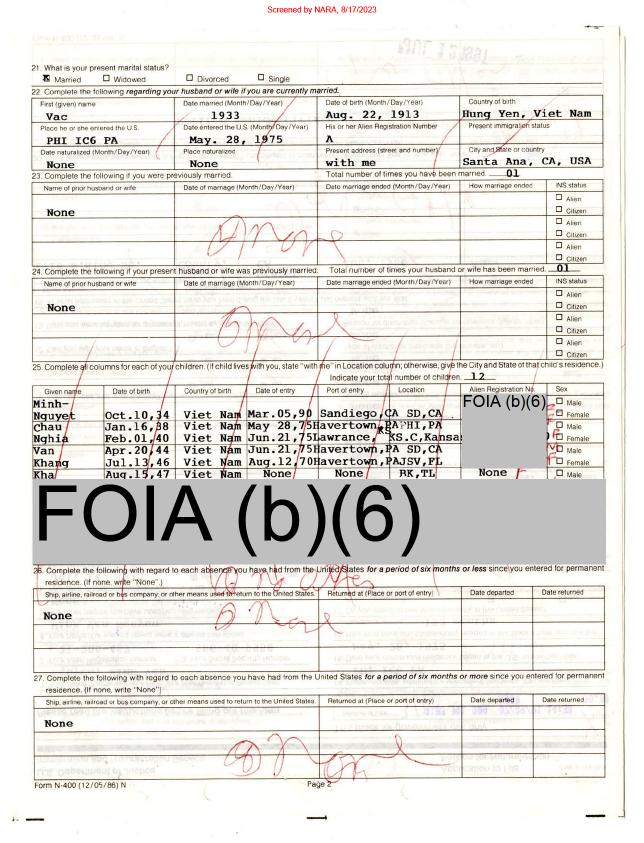 Screened by NARA, 8/17/2023
21. What is your present marital status?
☒ Married ☐ Widowed ☐ Divorced ☐ Single
22. Complete the following regarding your husband or wife if you are currently married.
First (given) name Date married (Month/Day/Year) Date of birth (Month/Day/Year) Country of birth
Vac 1933 Aug. 22, 1913 Hung Yen, Viet Nam
Place he or she entered the U.S. Date entered the U.S. (Month/Day/Year) His or her Alien Registration Number Present immigration status
PHI IC6 PA May. 28, 1975 A
Date naturalized (Month/Day/Year) Place naturalized Present address (street and number) City and State or country
None None with me Santa Ana, CA, USA
23. Complete the following if you were previously married. Total number of times you have been married 01
Name of prior husband or wife Date of marriage (Month/Day/Year) Date marriage ended (Month/Day/Year) How marriage ended INS status
☐ Alien
None ☐ Citizen
☐ Alien
None ☐ Citizen
☐ Alien
☐ Citizen
24. Complete the following if your present husband or wife was previously married. Total number of times your husband or wife has been married 01
Name of prior husband or wife Date of marriage (Month/Day/Year) Date marriage ended (Month/Day/Year) How marriage ended INS status
☐ Alien
None ☐ Citizen
☐ Alien
None ☐ Citizen
☐ Alien
☐ Citizen
25. Complete all columns for each of your children. (If child lives with you, state "with me" in Location column; otherwise, give the City and State of that child's residence.)
Indicate your total number of children. 12
Given name Date of birth Country of birth Date of entry Port of entry Location Alien Registration No. Sex
Minh- FOIA (b)(6) ☐ Male
Nguyet Oct.10,34 Viet Nam Mar.05,90 Sandiego,CA SD,CA ☐ Female
Chau Jan.16,38 Viet Nam May 28,75 Havertown,PA PHI,PA ☐ Male
Nghia Feb.01,40 Viet Nam Jun.21,75 Lawrance, KS KS.C,Kansas ☐ Female
Van Apr.20,44 Viet Nam Jun.21,75 Havertown,PA SD,CA ☐ Male
Khang Jul.13,46 Viet Nam Aug.12,70 Havertown,PA JSV,FL ☐ Female
Kha Aug.15,47 Viet Nam None None RK,TL None ☐ Male
FOIA (b)(6)
26. Complete the following with regard to each absence you have had from the United States for a period of six months or less since you entered for permanent
residence. (If none, write "None".)
Ship, airline, railroad or bus company, or other means used to return to the United States. Returned at (Place or port of entry) Date departed Date returned
None None
27. Complete the following with regard to each absence you have had from the United States for a period of six months or more since you entered for permanent
residence. (If none, write "None")
Ship, airline, railroad or bus company, or other means used to return to the United States. Returned at (Place or port of entry) Date departed Date returned
None
None
Form N-400 (12/05/86) N Page 2